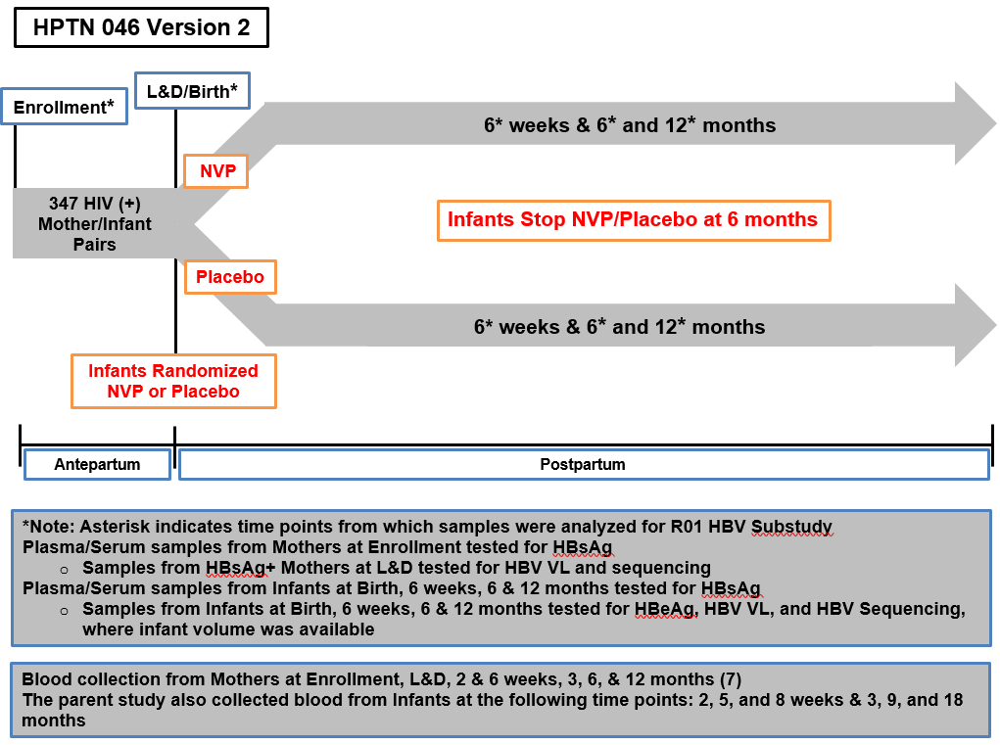 HPTN 046 Version 2
L&D/Birth*
Enrollment*
6* weeks & 6* and 12* months
NVP
347 HIV (+)
Mother/Infant
Pairs
Infants Stop NVP/Placebo at 6 months
Placebo
6* weeks & 6* and 12* months
Infants Randomized
NVP or Placebo
Antepartum
Postpartum
*Note: Asterisk indicates time points from which samples were analyzed for R01 HBV Substudy
Plasma/Serum samples from Mothers at Enrollment tested for HBsAg
o Samples from HBsAg+ Mothers at L&D tested for HBV VL and sequencing
Plasma/Serum samples from Infants at Birth, 6 weeks, 6 & 12 months tested for HBsAg
o Samples from Infants at Birth, 6 weeks, 6 & 12 months tested for HBeAg, HBV VL, and HBV Sequencing,
where infant volume was available
Blood collection from Mothers at Enrollment, L&D, 2 & 6 weeks, 3, 6, & 12 months (7)
The parent study also collected blood from Infants at the following time points: 2, 5, and 8 weeks & 3, 9, and 18
months